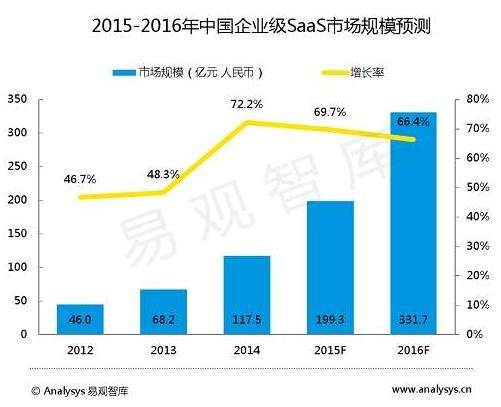 2015-2016年中国企业级SaaS市场规模预测
市场规模（亿元 人民币） 增长率
350 80%
300 70%
250 60%
200 50%
150 40%
100 30%
50 20%
0 10%
0%
46.7% 48.3% 72.2% 69.7% 66.4%
46.0 68.2 117.5 199.3 331.7
2012 2013 2014 2015F 2016F
易观智库
© Analysys 易观智库 www.analysys.cn